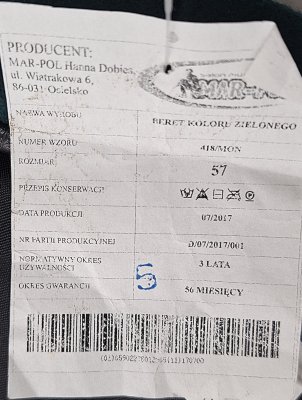 PRODUCENT:
MAR-POL Hanna Dobies
ul. Wiatrakowa 6,
86-031 Osielsko
MAR-
NAZWA WYROBU BERET KOLORU ZIELONEGO
NUMER WZORU 418/MON
ROZMIAR 57
PRZEPIS KONSERWACJI
DATA PRODUKCJI 07/2017
NR PARTII PRODUKCYJNEJ D/07/2017/001
NORMATYWNY OKRES UŻYWALNOŚCI 3 LATA
5
OKRES GWARANCJI 56 MIESIĘCY